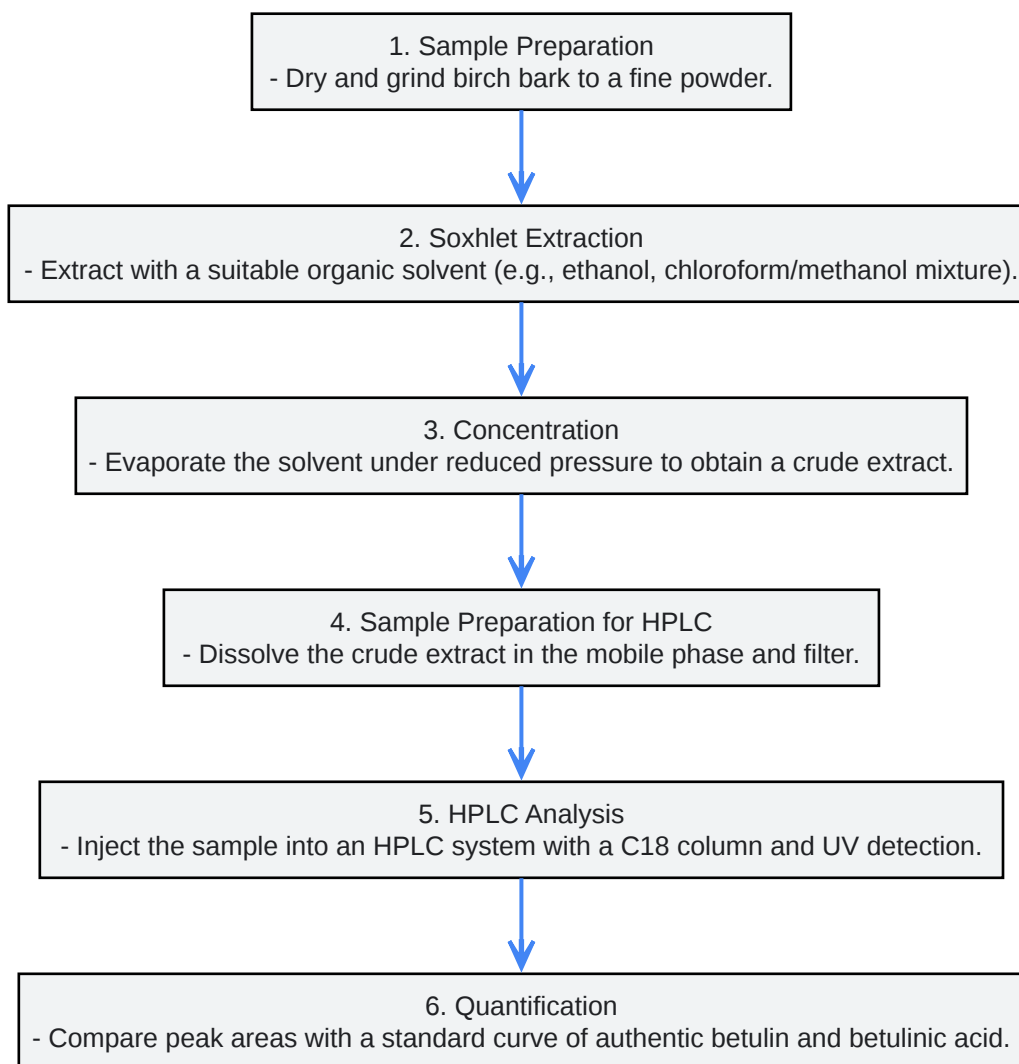 1. Sample Preparation
- Dry and grind birch bark to a fine powder.
2. Soxhlet Extraction
- Extract with a suitable organic solvent (e.g., ethanol, chloroform/methanol mixture).
3. Concentration
- Evaporate the solvent under reduced pressure to obtain a crude extract.
4. Sample Preparation for HPLC
- Dissolve the crude extract in the mobile phase and filter.
5. HPLC Analysis
- Inject the sample into an HPLC system with a C18 column and UV detection.
6. Quantification
- Compare peak areas with a standard curve of authentic betulin and betulinic acid.